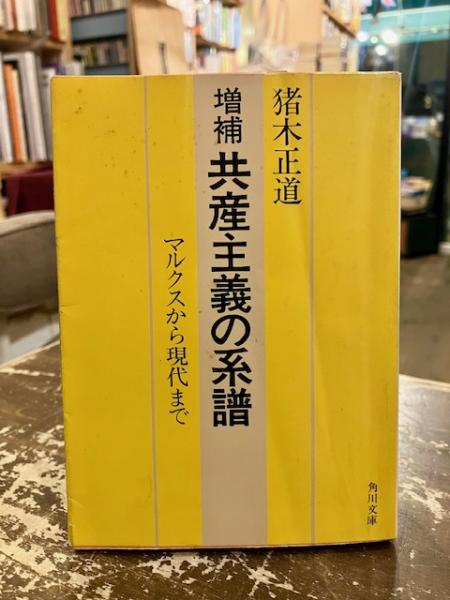 猪木正道
増補 共産主義の系譜
マルクスから現代まで
角川文庫